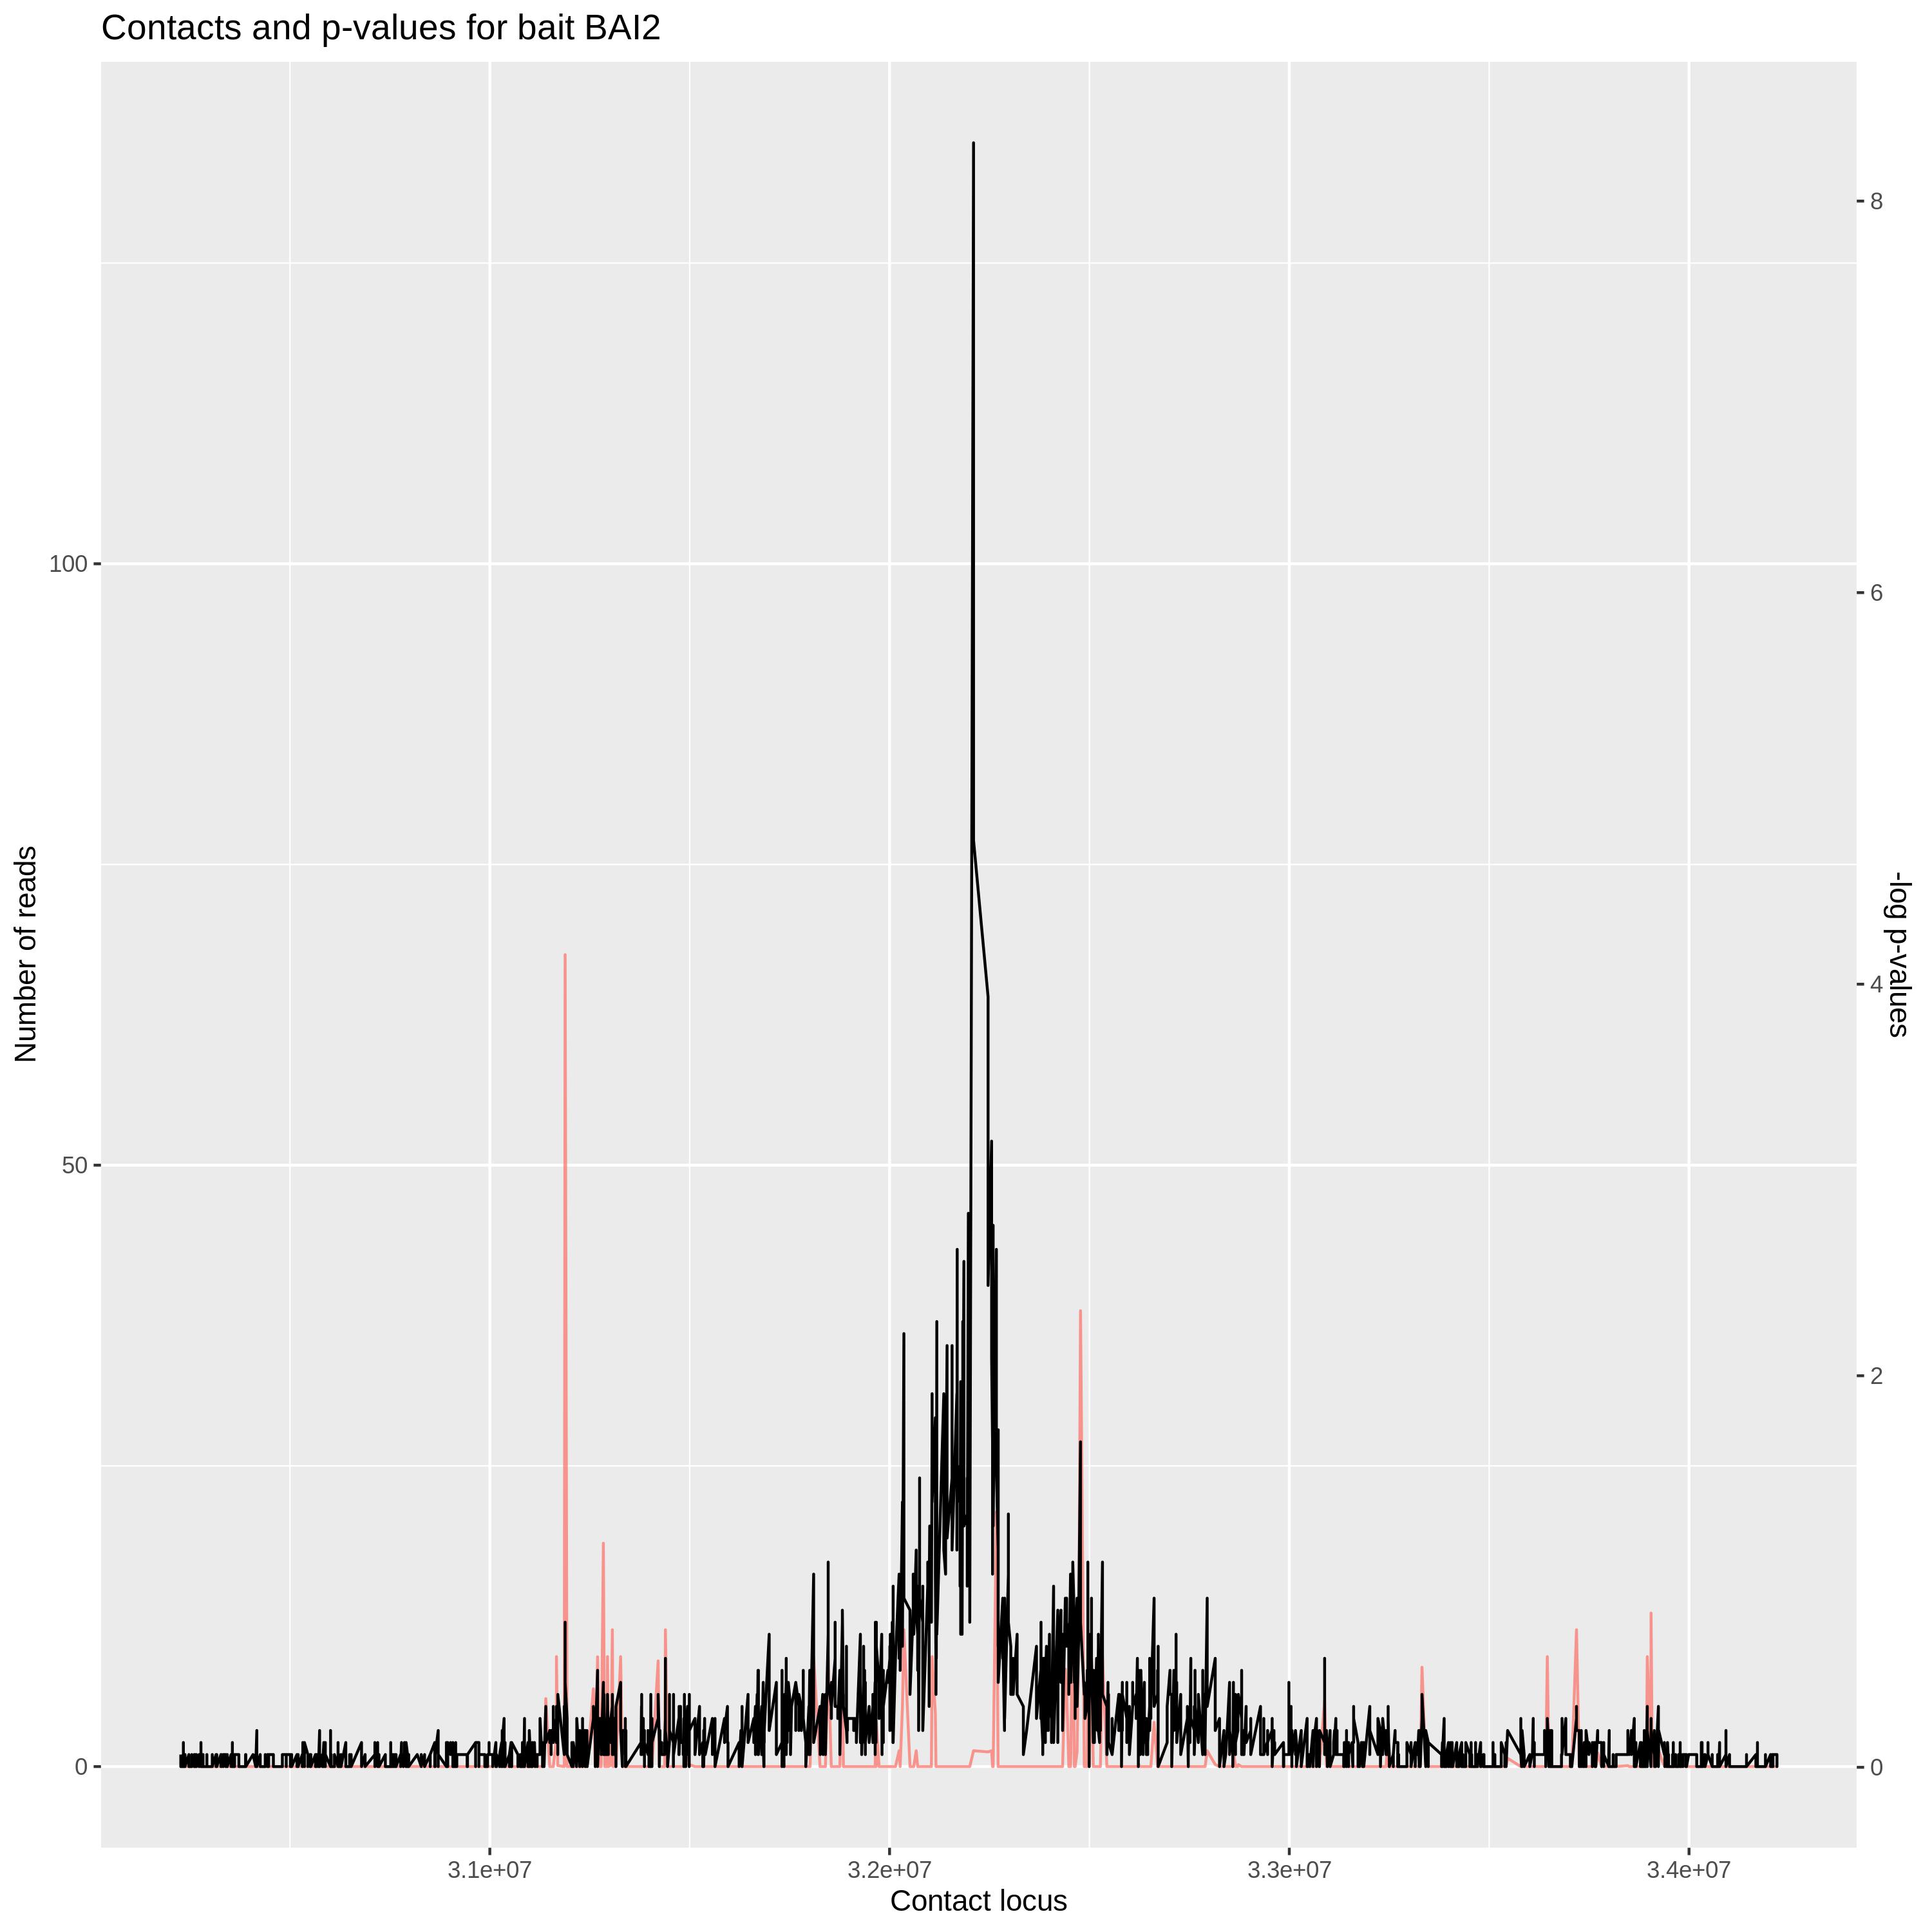 Contacts and p-values for bait BAI2
Number of reads
100
50
0
8
6
4
2
0
-log p-values
3.1e+07
3.2e+07
3.3e+07
3.4e+07
Contact locus